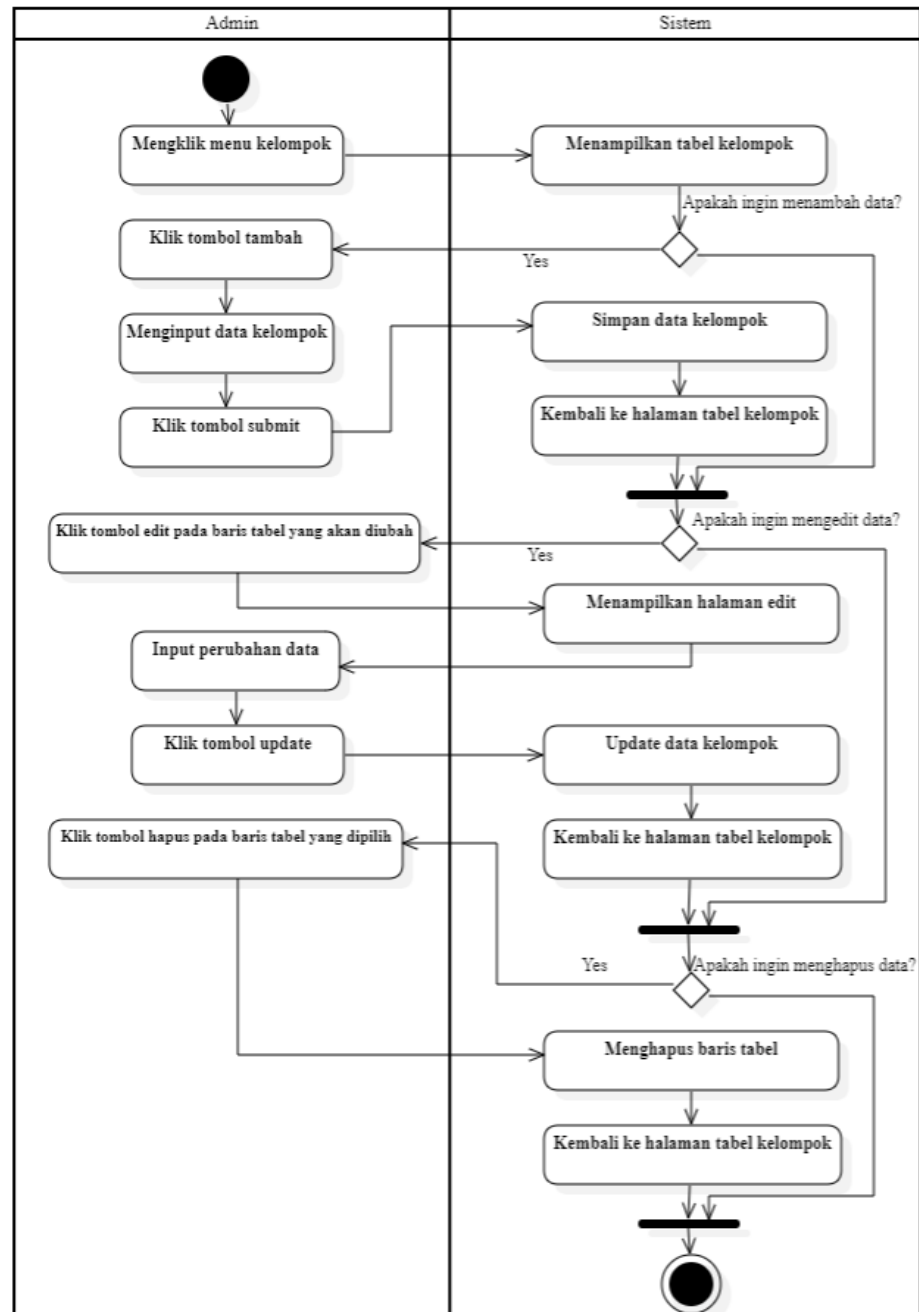 Admin
Sistem
Mengklik menu kelompok
Menampilkan tabel kelompok
Apakah ingin menambah data?
Klik tombol tambah
Yes
Menginput data kelompok
Simpan data kelompok
Klik tombol submit
Kembali ke halaman tabel kelompok
Apakah ingin mengedit data?
Klik tombol edit pada baris tabel yang akan diubah
Yes
Menampilkan halaman edit
Input perubahan data
Klik tombol update
Update data kelompok
Klik tombol hapus pada baris tabel yang dipilih
Kembali ke halaman tabel kelompok
Yes
Apakah ingin menghapus data?
Menghapus baris tabel
Kembali ke halaman tabel kelompok